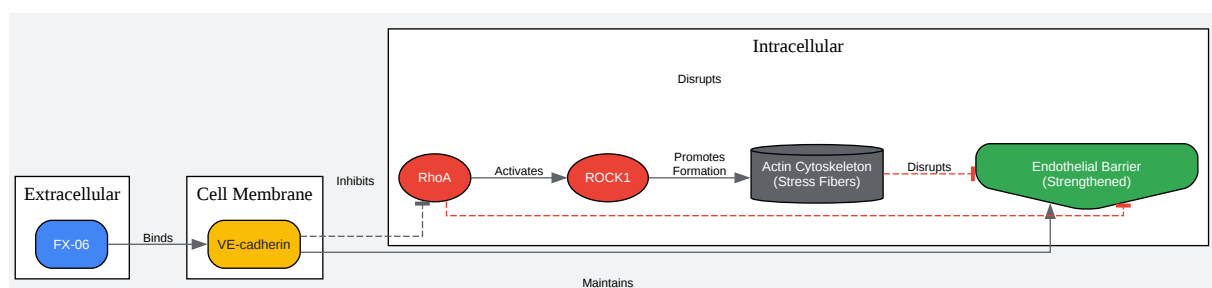 Intracellular
Disrupts
Extracellular
FX-06
Binds
Cell Membrane
VE-cadherin
Inhibits
RhoA
Activates
ROCK1
Promotes
Formation
Actin Cytoskeleton
(Stress Fibers)
Disrupts
Endothelial Barrier
(Strengthened)
Maintains